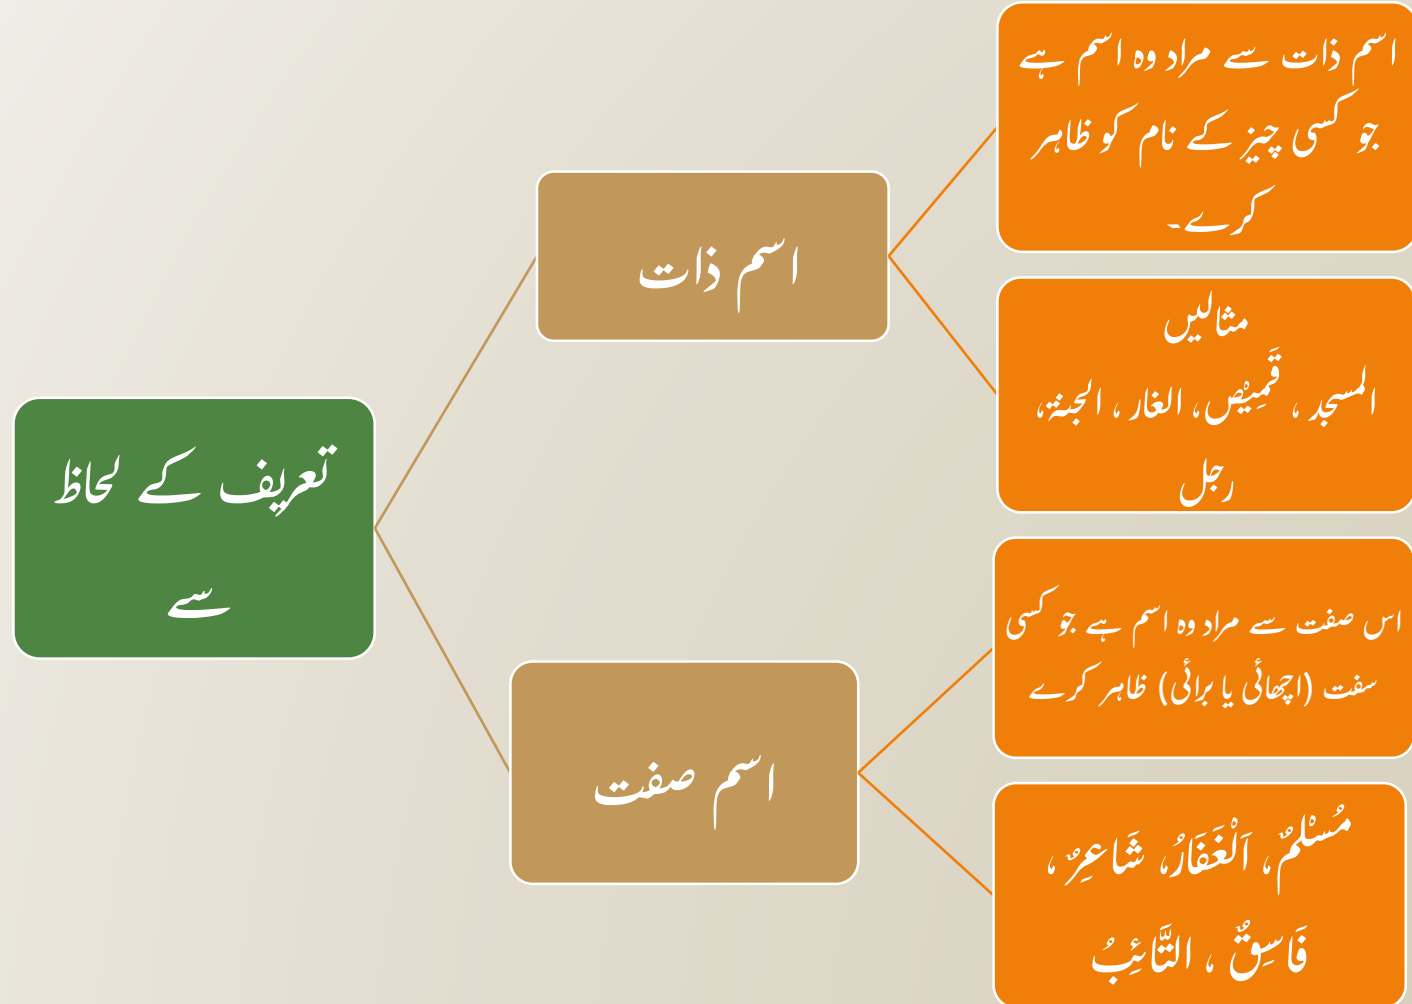 تعریف کے لحاظ
سے
اسم ذات
اسم ذات سے مراد وہ اسم ہے
جو کسی چیز کے نام کو ظاہر
کرے۔
مثالیں
المسجد ، قَمِیْص، الغار ، الجنۃ،
رجل
اسم صفت
اس صفت سے مراد وہ اسم ہے جو کسی
سفت (اچھائی یا برائی) ظاہر کرے
مُسْلمٌ، اَلْغَفَارُ، شَاعِرٌ ،
فَاسِقٌ ، التَّائِبُ